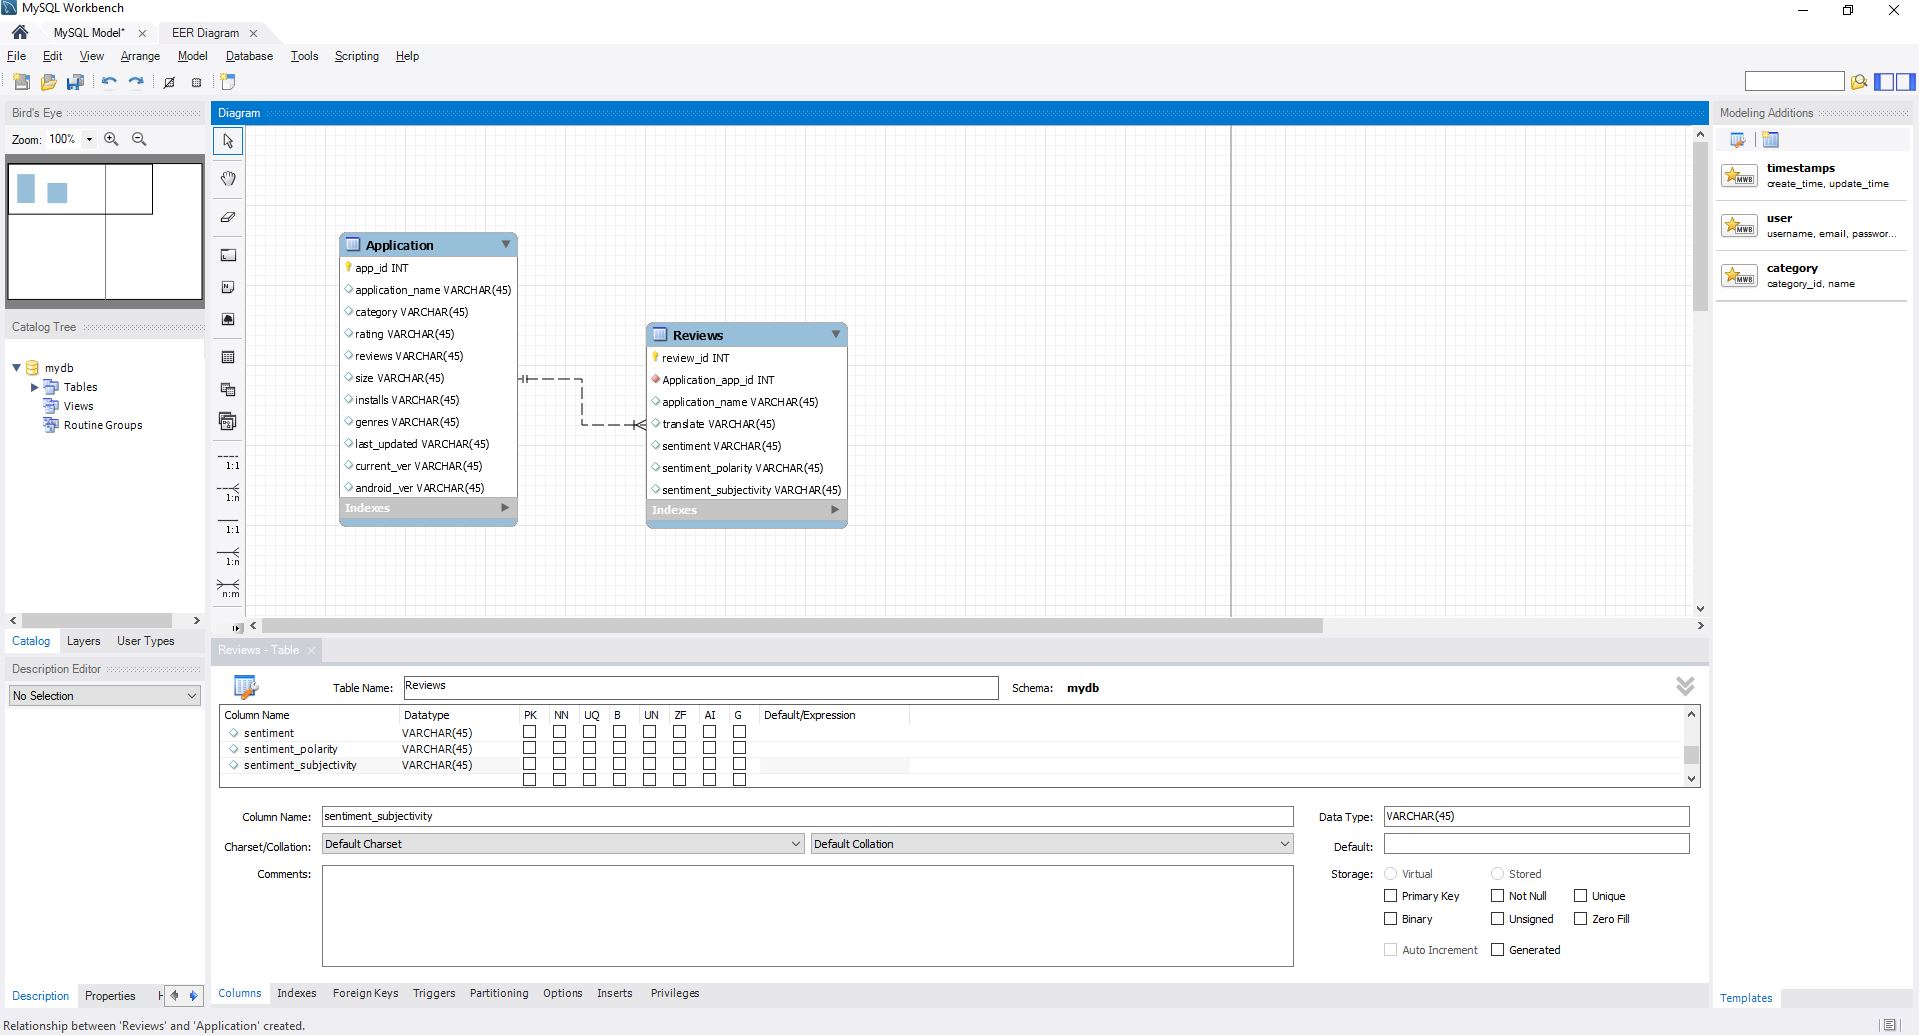 MySQL Workbench
MySQL Model*
EER Diagram
File Edit View Arrange Model Database Tools Scripting Help
Bird's Eye
Zoom: 100%
Catalog Tree
mydb
Tables
Views
Routine Groups
Catalog Layers User Types
Description Editor
No Selection
Description Properties H
Diagram
1:1
1:n
1:1
1:n
n:m
Application
app_id INT
application_name VARCHAR(45)
category VARCHAR(45)
rating VARCHAR(45)
reviews VARCHAR(45)
size VARCHAR(45)
installs VARCHAR(45)
genres VARCHAR(45)
last_updated VARCHAR(45)
current_ver VARCHAR(45)
android_ver VARCHAR(45)
Indexes
Reviews
review_id INT
Application_app_id INT
application_name VARCHAR(45)
translate VARCHAR(45)
sentiment VARCHAR(45)
sentiment_polarity VARCHAR(45)
sentiment_subjectivity VARCHAR(45)
Indexes
Modeling Additions
MWB
timestamps
create_time, update_time
MWB
user
username, email, passwor...
MWB
category
category_id, name
Templates
Reviews - Table
Table Name: Reviews Schema: mydb
Column Name Datatype PK NN UQ B UN ZF AI G Default/Expression
sentiment VARCHAR(45)
sentiment_polarity VARCHAR(45)
sentiment_subjectivity VARCHAR(45)
Column Name: sentiment_subjectivity Data Type: VARCHAR(45)
Charset/Collation: Default Charset Default Collation Default:
Comments: Storage: Virtual Stored
Primary Key Not Null Unique
Binary Unsigned Zero Fill
Auto Increment Generated
Columns Indexes Foreign Keys Triggers Partitioning Options Inserts Privileges
Relationship between 'Reviews' and 'Application' created.